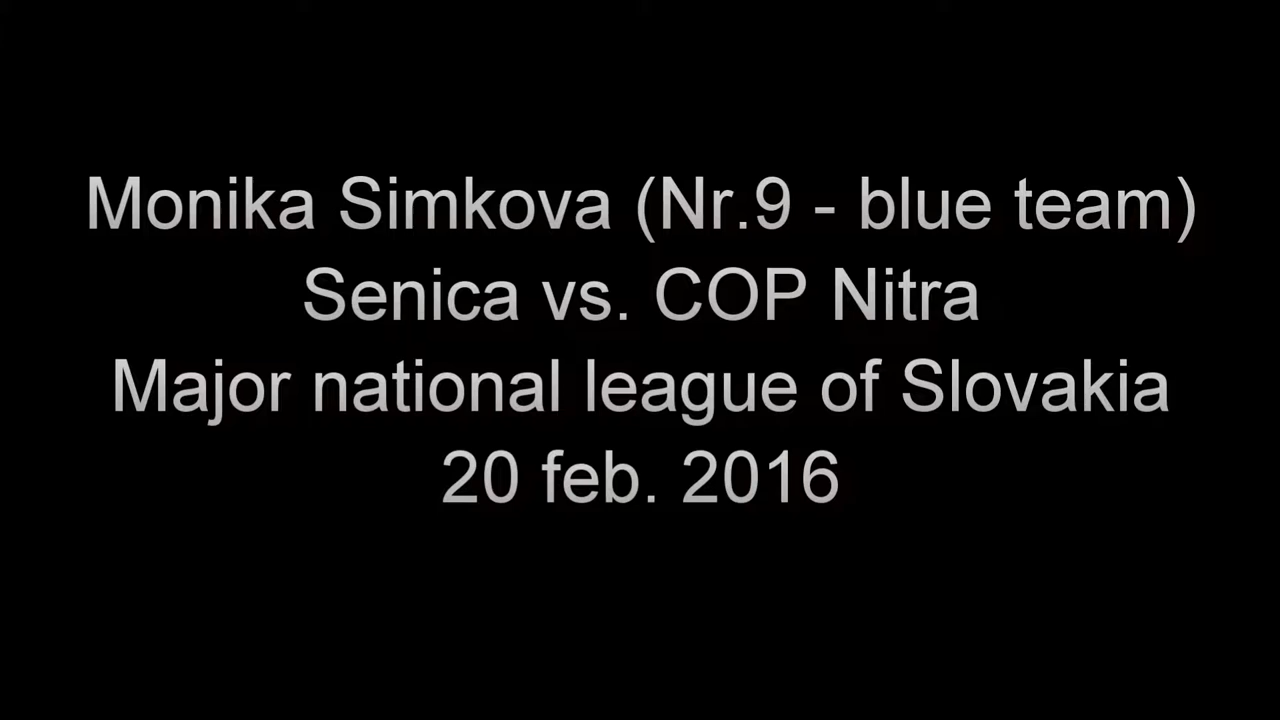 Monika Simkova (Nr.9 - blue team)
Senica vs. COP Nitra
Major national league of Slovakia
20 feb. 2016